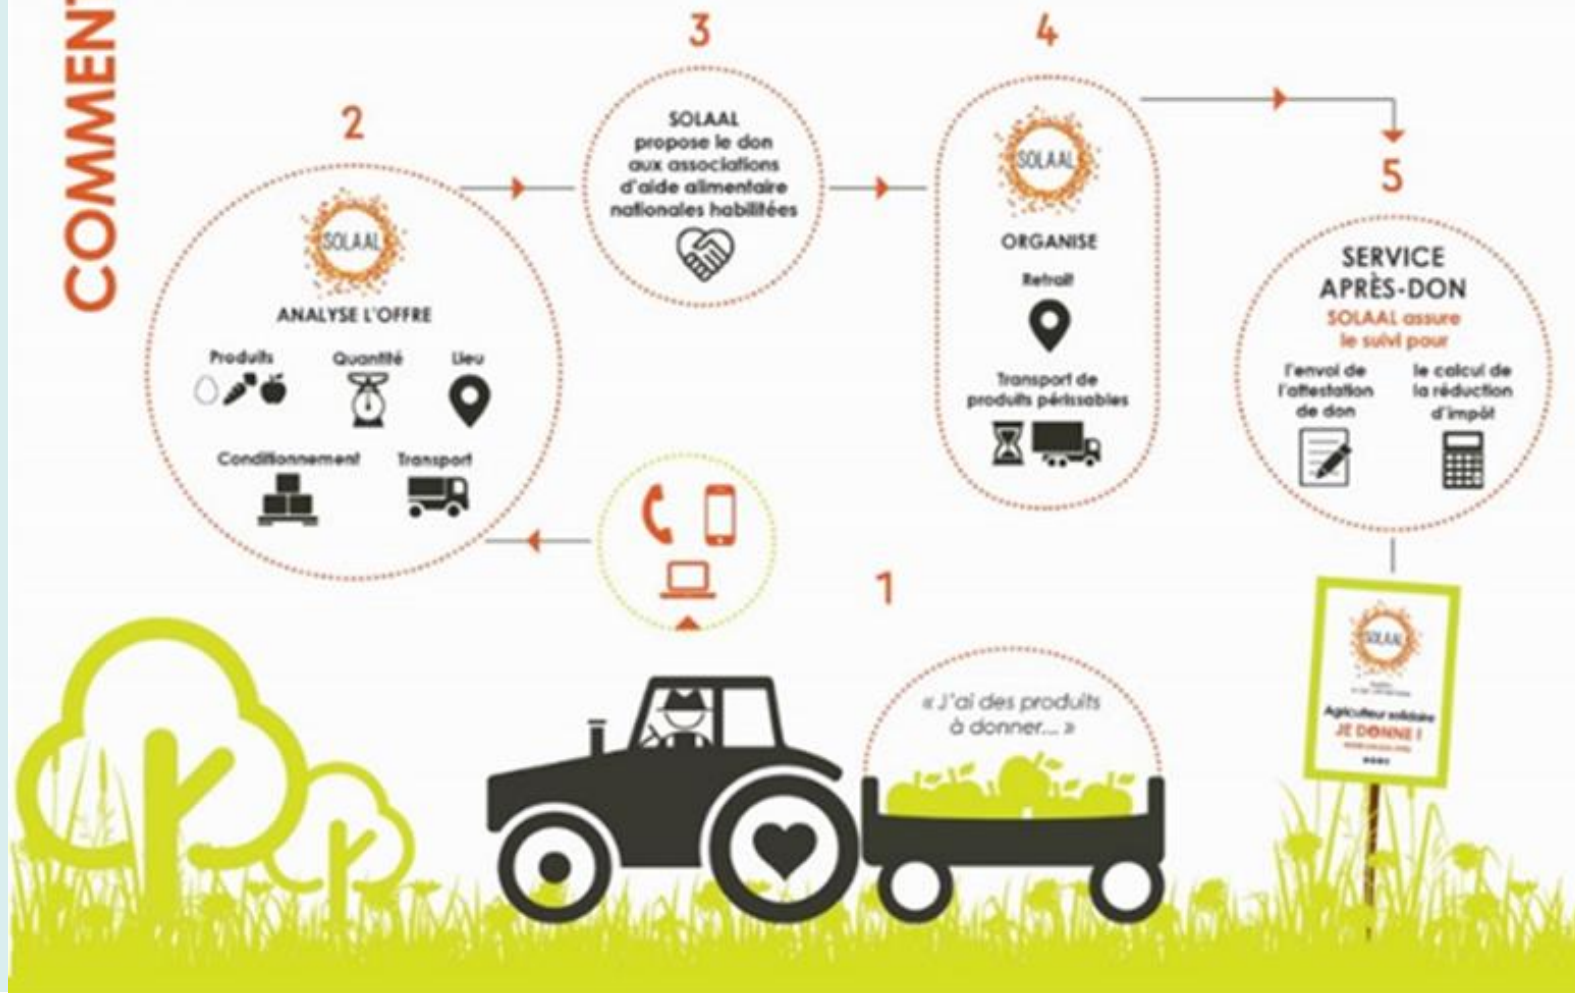 COMMENT
1
« J'ai des produits
à donner... »
2
SOLAAL
ANALYSE L'OFFRE
Produits
Quantité
Lieu
Conditionnement
Transport
3
SOLAAL
propose le don
aux associations
d'aide alimentaire
nationales habilitées
4
SOLAAL
ORGANISE
Retrait
Transport de
produits périssables
5
SERVICE
APRÈS-DON
SOLAAL assure
le suivi pour
l'envoi de
l'attestation
de don
le calcul de
la réduction
d'impôt
SOLAAL
Agriculteur solidaire
JE DONNE !